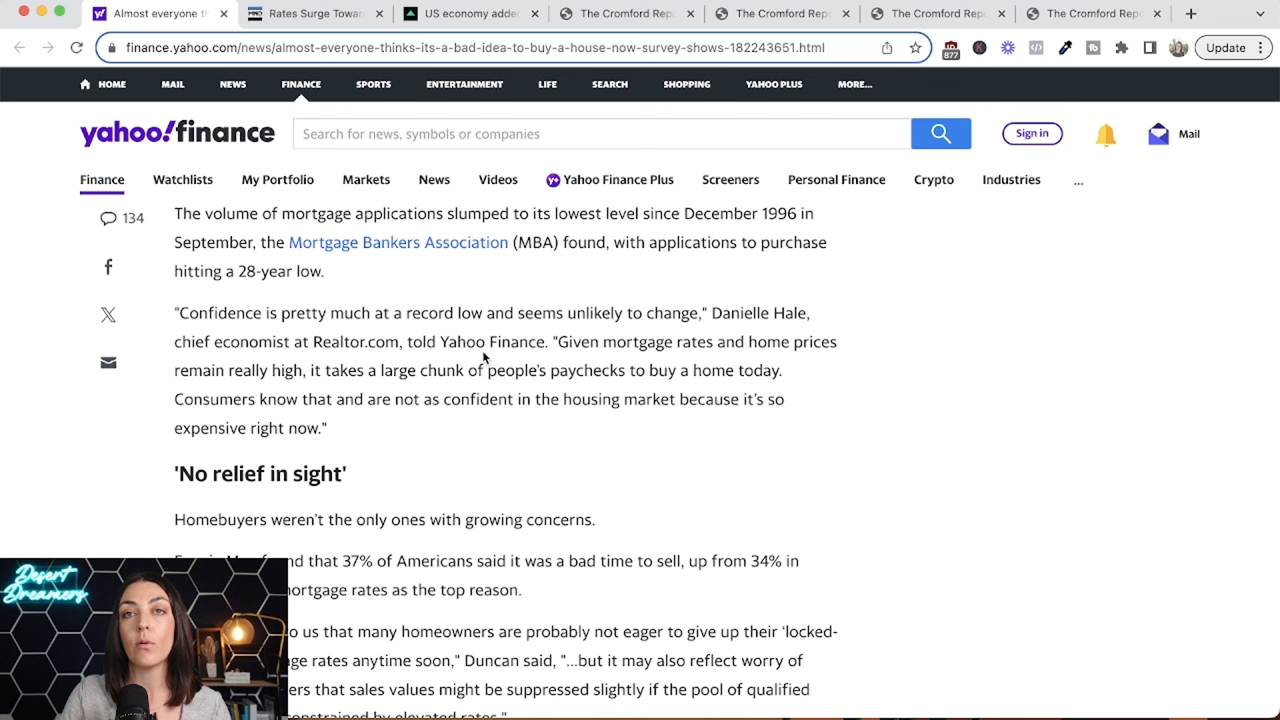 Almost everyone th
Rates Surge Towar
US economy adde
The Cromford Rep
The Cromford Rep
The Cromford Rep
The Cromford Rep
finance.yahoo.com/news/almost-everyone-thinks-its-a-bad-idea-to-buy-a-house-now-survey-shows-182243651.html
877
Update
HOME MAIL NEWS FINANCE SPORTS ENTERTAINMENT LIFE SEARCH SHOPPING YAHOO PLUS MORE...
yahoo!finance
Search for news, symbols or companies
Sign in
Mail
Finance Watchlists My Portfolio Markets News Videos Yahoo Finance Plus Screeners Personal Finance Crypto Industries ...
134
The volume of mortgage applications slumped to its lowest level since December 1996 in
September, the Mortgage Bankers Association (MBA) found, with applications to purchase
hitting a 28-year low.
"Confidence is pretty much at a record low and seems unlikely to change," Danielle Hale,
chief economist at Realtor.com, told Yahoo Finance. "Given mortgage rates and home prices
remain really high, it takes a large chunk of people's paychecks to buy a home today.
Consumers know that and are not as confident in the housing market because it's so
expensive right now."
'No relief in sight'
Homebuyers weren't the only ones with growing concerns.
that 37% of Americans said it was a bad time to sell, up from 34% in
mortgage rates as the top reason.
to us that many homeowners are probably not eager to give up their 'locked-
rates anytime soon," Duncan said, "...but it may also reflect worry of
that sales values might be suppressed slightly if the pool of qualified
constrained by elevated rates."
Desert
Dreamers